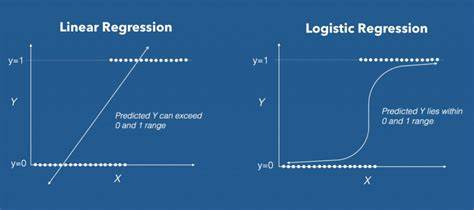 Linear Regression
y=1
Y
Predicted Y can exceed
0 and 1 range
y=0
X
Logistic Regression
y=1
Y
Predicted Y lies within
0 and 1 range
y=0
X